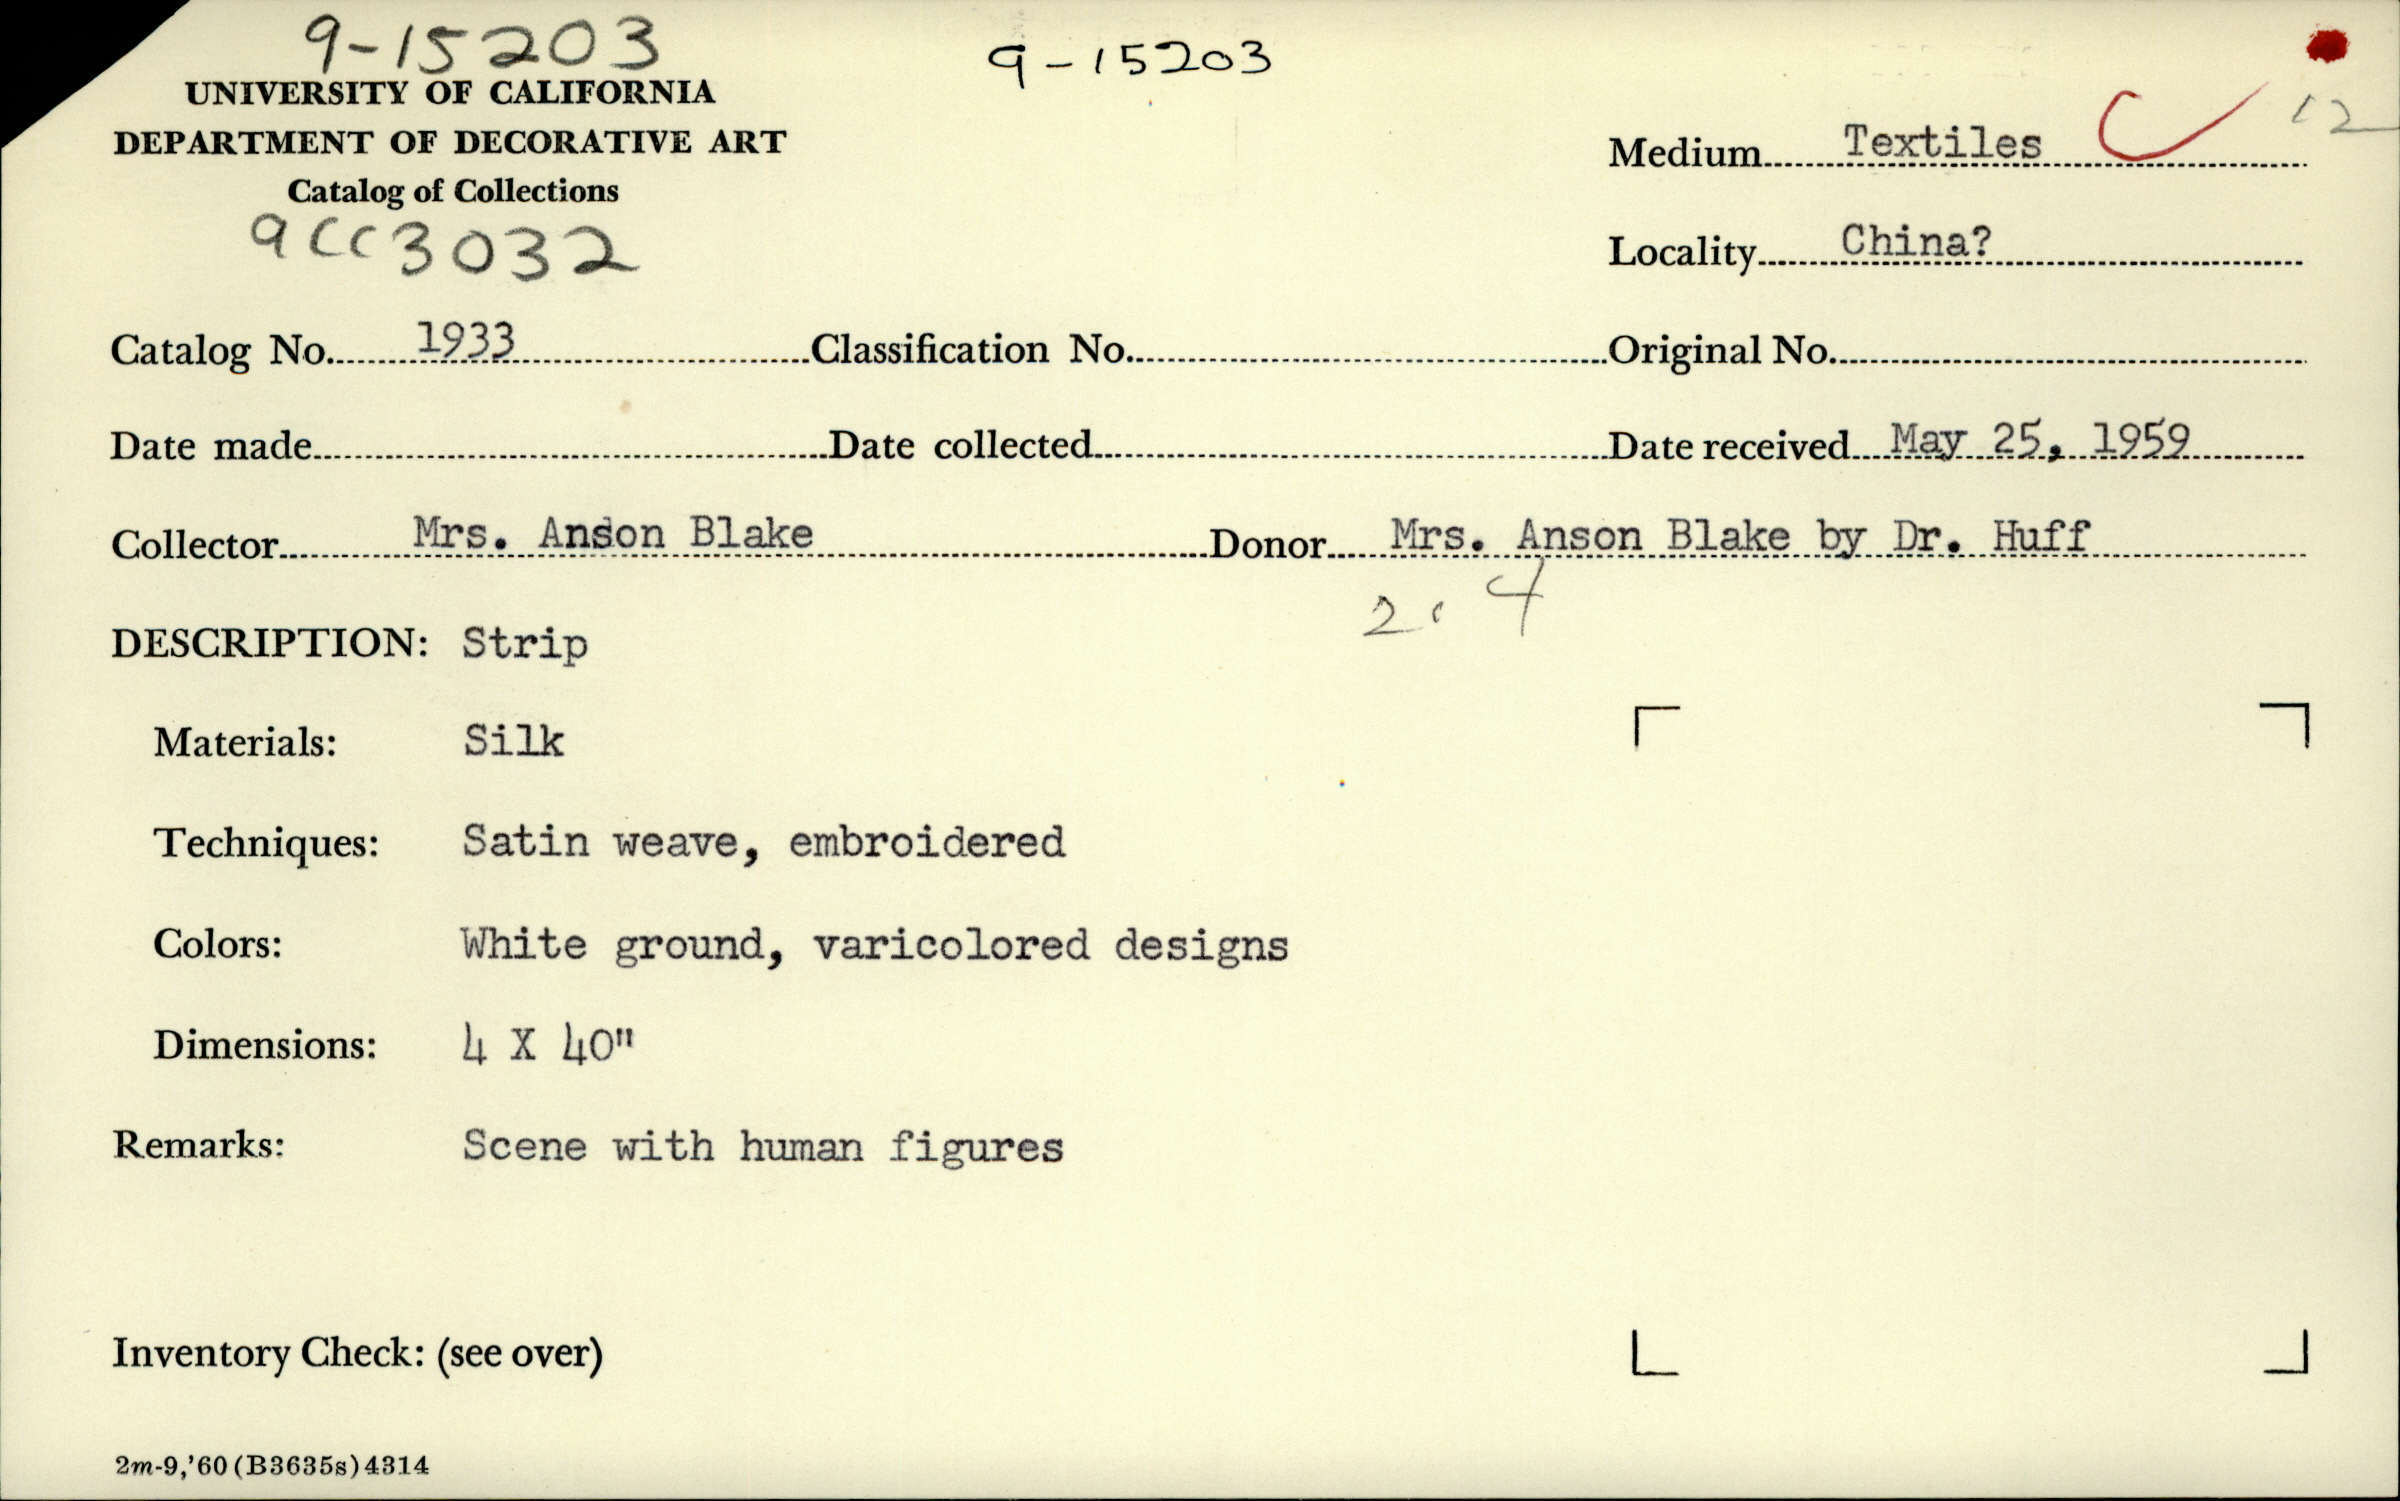 9-15203
9-15203
UNIVERSITY OF CALIFORNIA
DEPARTMENT OF DECORATIVE ART
Catalog of Collections
acc3032
12
Medium Textiles
Locality China?
Catalog No. 1933 Classification No. Original No.
Date made Date collected Date received May 25, 1959
Collector Mrs. Anson Blake Donor Mrs. Anson Blake by Dr. Huff
DESCRIPTION: Strip
Materials: Silk
Techniques: Satin weave, embroidered
Colors: White ground, varicolored designs
Dimensions: 4 X 40"
Remarks: Scene with human figures
Inventory Check: (see over)
2m-9,'60(B3635s)4314